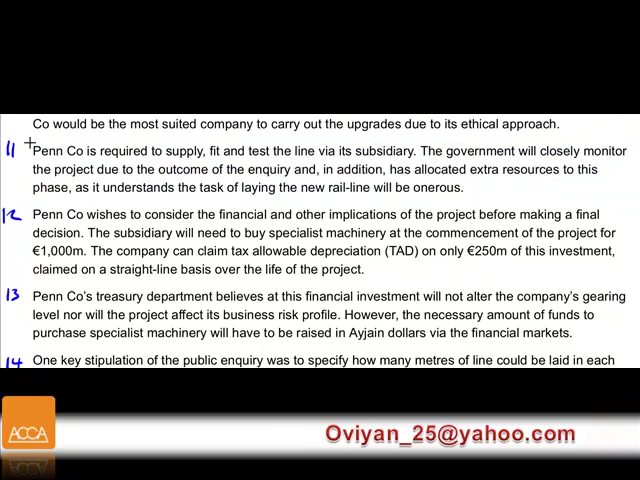 Co would be the most suited company to carry out the upgrades due to its ethical approach.
11 Penn Co is required to supply, fit and test the line via its subsidiary. The government will closely monitor
the project due to the outcome of the enquiry and, in addition, has allocated extra resources to this
phase, as it understands the task of laying the new rail-line will be onerous.
12 Penn Co wishes to consider the financial and other implications of the project before making a final
decision. The subsidiary will need to buy specialist machinery at the commencement of the project for
€1,000m. The company can claim tax allowable depreciation (TAD) on only €250m of this investment,
claimed on a straight-line basis over the life of the project.
13 Penn Co's treasury department believes at this financial investment will not alter the company's gearing
level nor will the project affect its business risk profile. However, the necessary amount of funds to
purchase specialist machinery will have to be raised in Ayjain dollars via the financial markets.
14 One key stipulation of the public enquiry was to specify how many metres of line could be laid in each
ACCA
Oviyan_25@yahoo.com